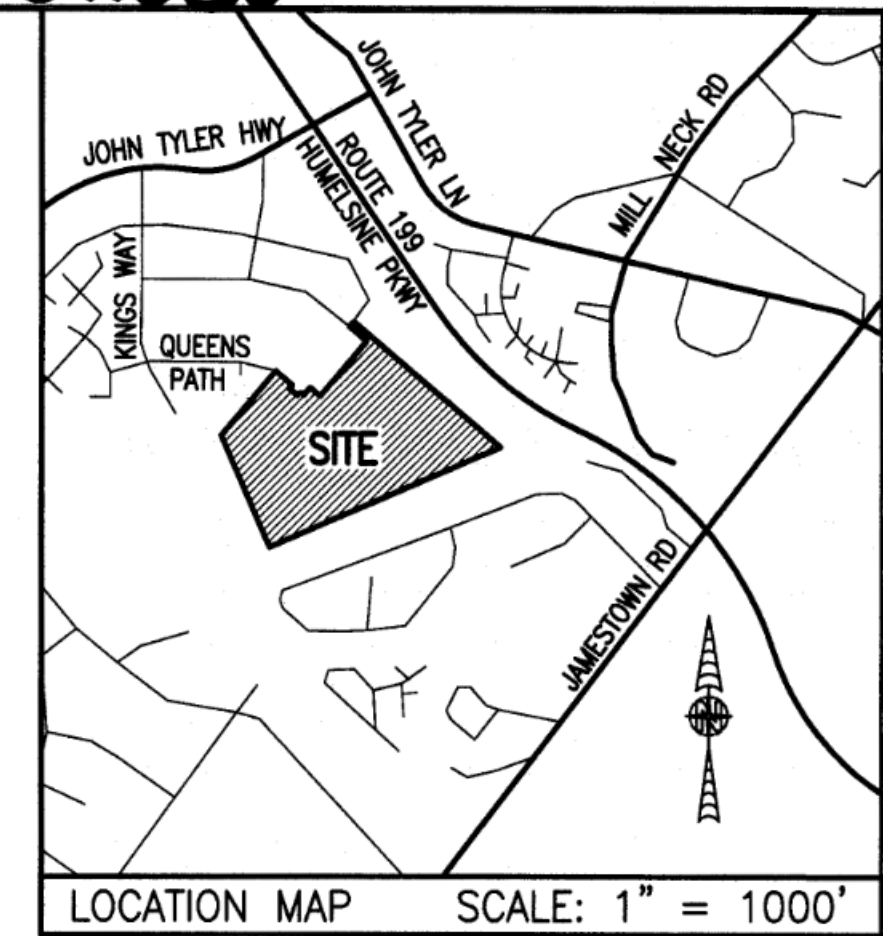 JOHN TYLER HWY
JOHN TYLER LN
ROUTE 199
HUMELSINE PKWY
MILL NECK RD
KINGS WAY
QUEENS
PATH
SITE
JAMESTOWN RD
N
LOCATION MAP SCALE: 1" = 1000'